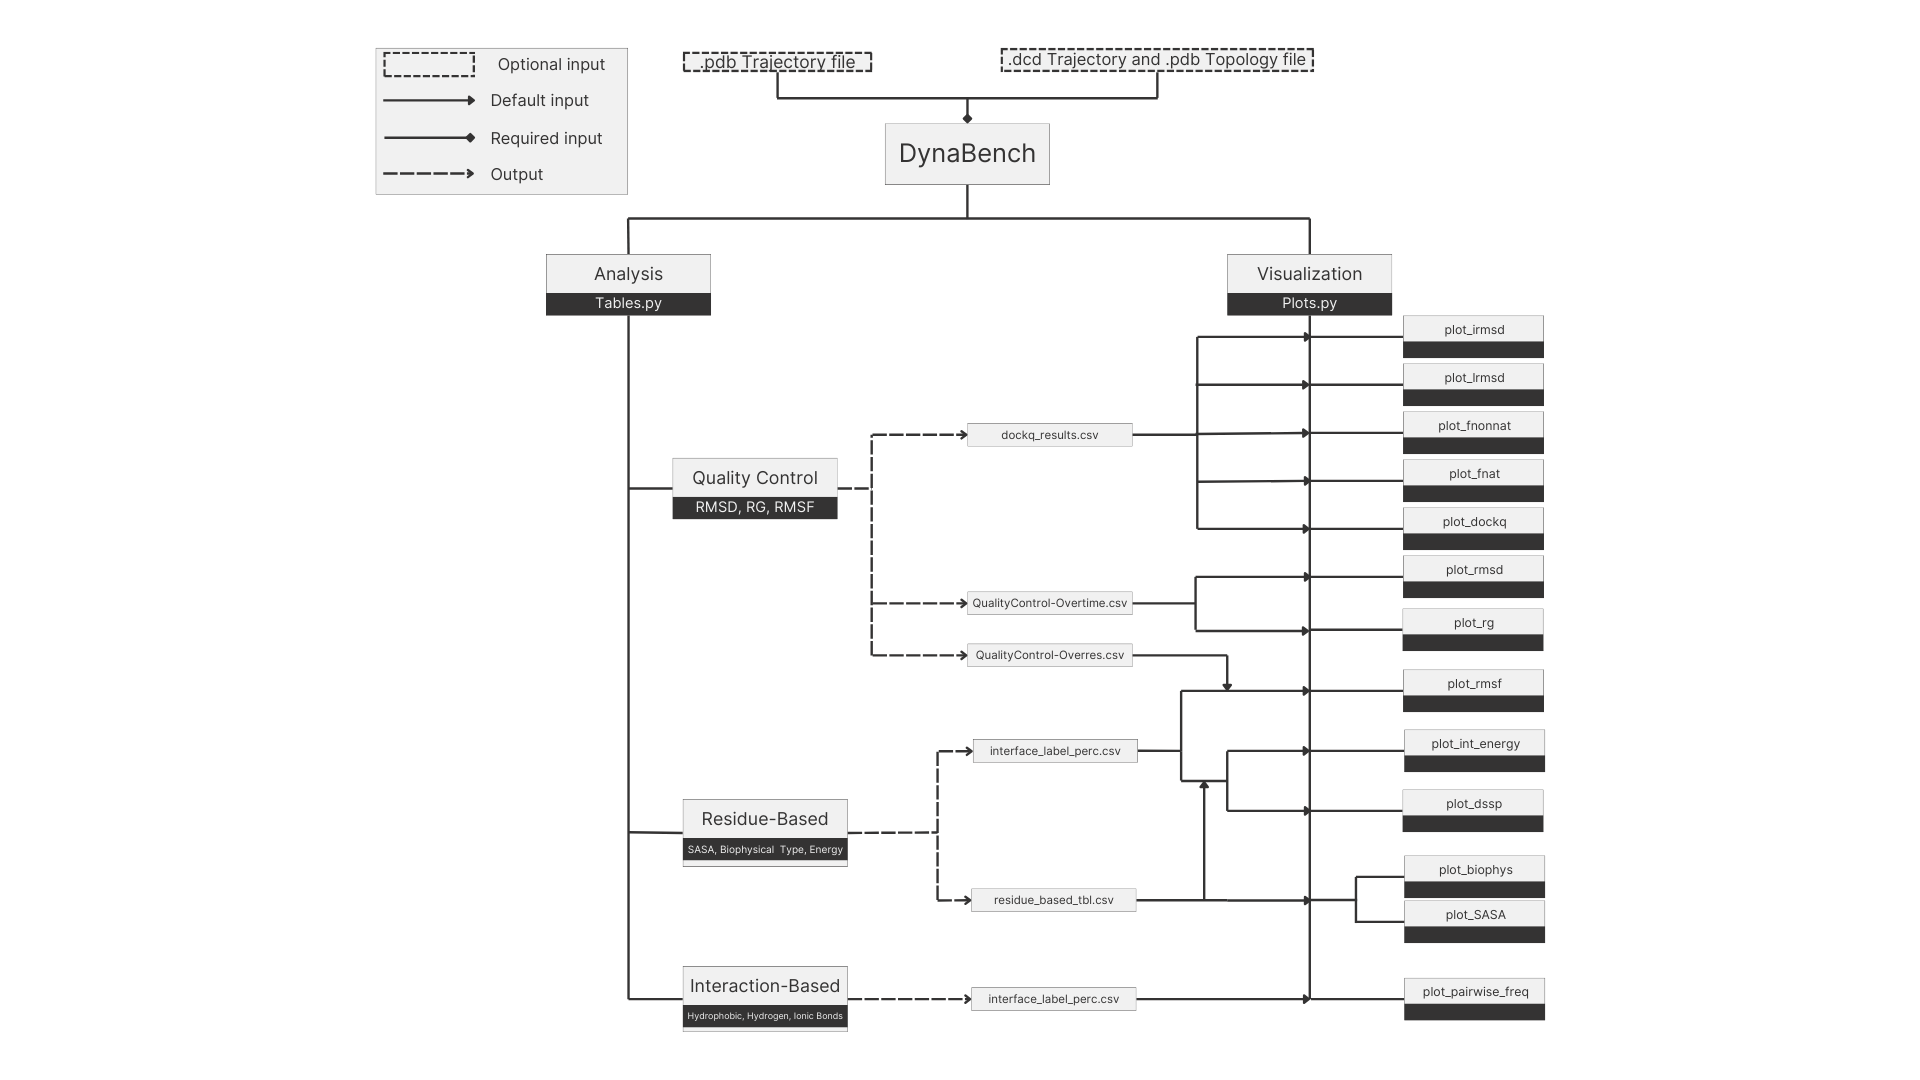 Optional input
Default input
Required input
Output
.pdb Trajectory file
.dcd Trajectory and .pdb Topology file
DynaBench
Analysis
Tables.py
Visualization
Plots.py
Quality Control
RMSD, RG, RMSF
dockq_results.csv
QualityControl-Overtime.csv
QualityControl-Overres.csv
Residue-Based
SASA, Biophysical Type, Energy
interface_label_perc.csv
residue_based_tbl.csv
Interaction-Based
Hydrophobic, Hydrogen, Ionic Bonds
interface_label_perc.csv
plot_irmsd
plot_lrmsd
plot_fnonnat
plot_fnat
plot_dockq
plot_rmsd
plot_rg
plot_rmsf
plot_int_energy
plot_dssp
plot_biophys
plot_SASA
plot_pairwise_freq